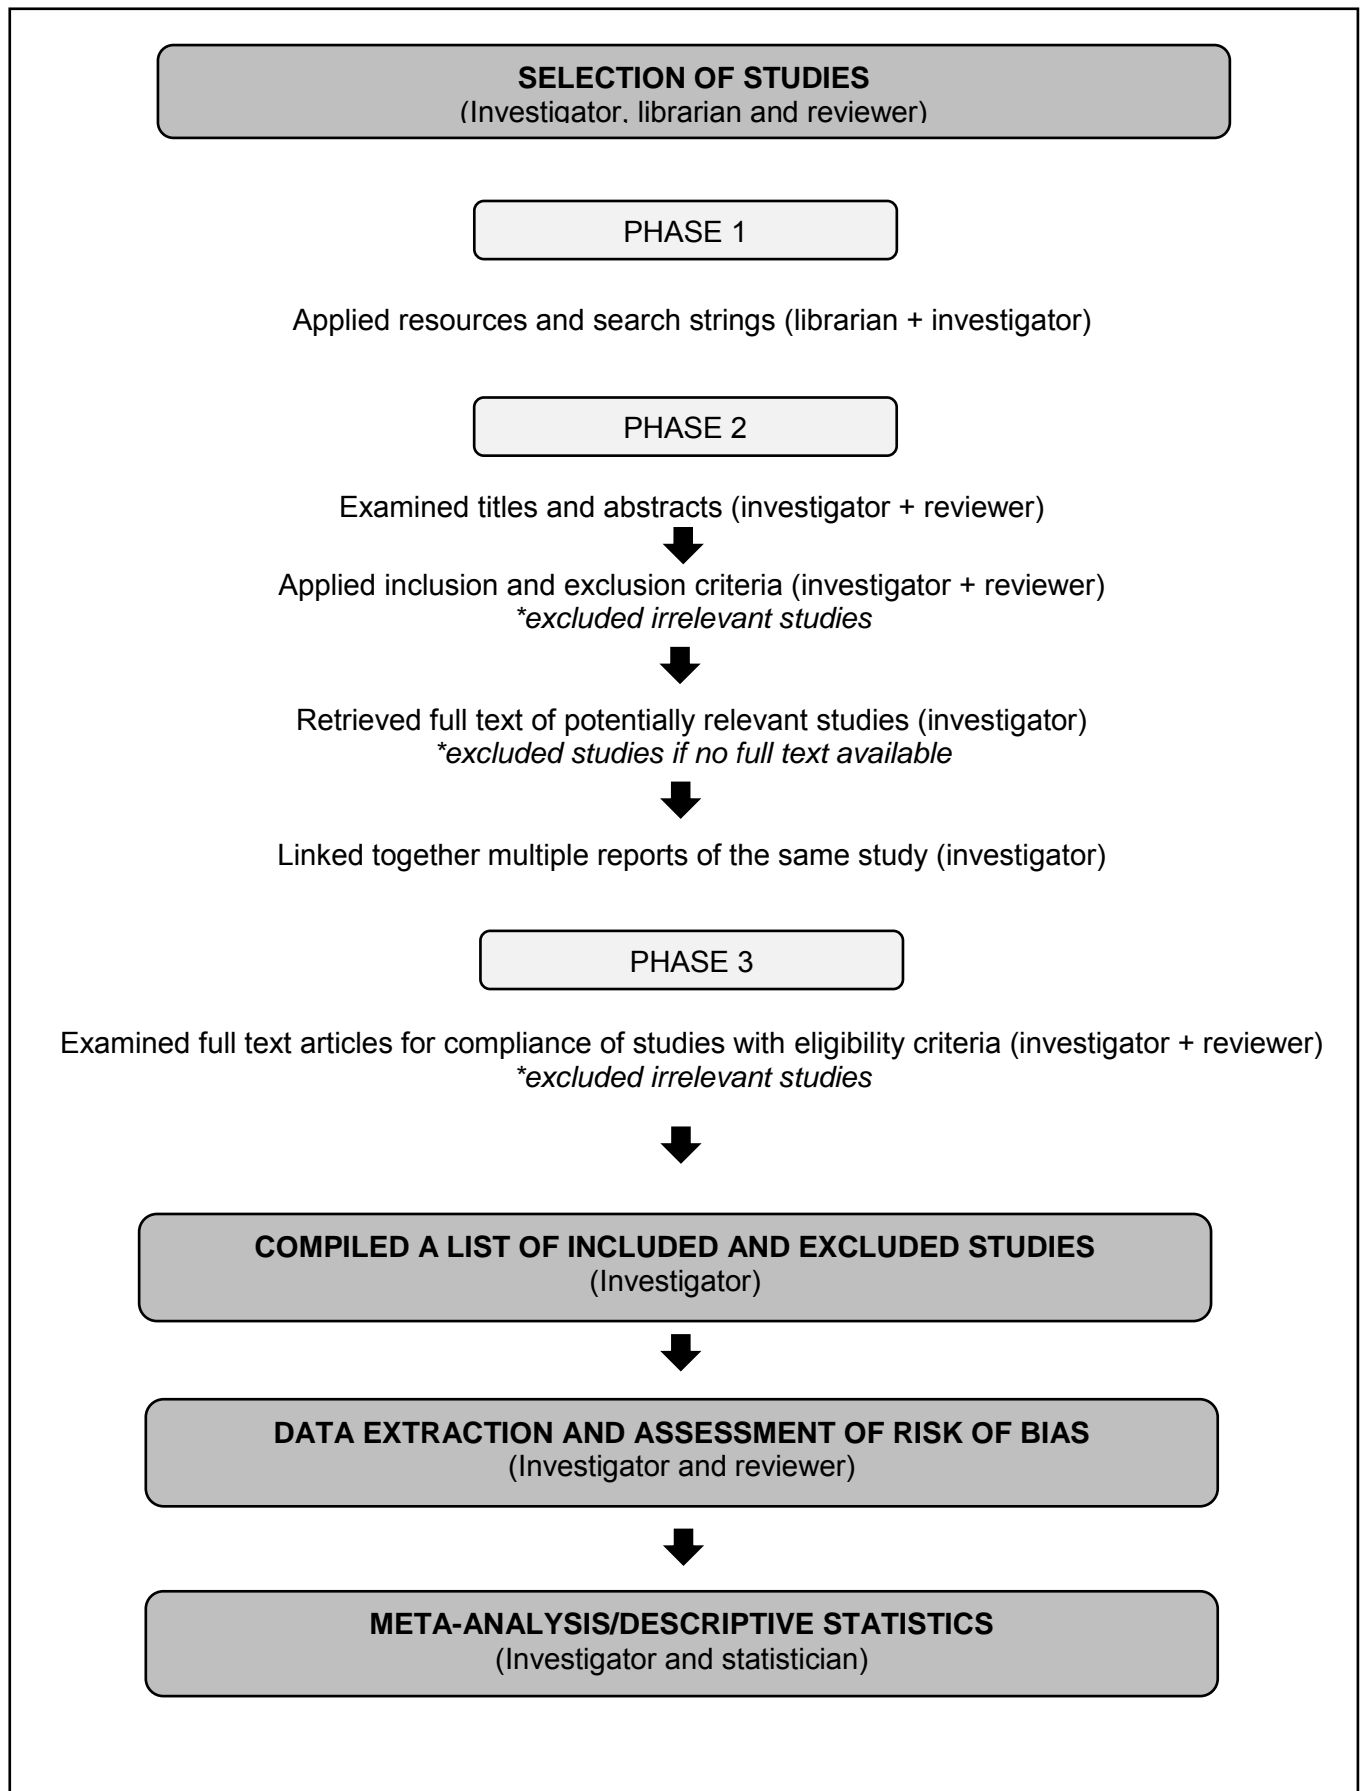 SELECTION OF STUDIES
(Investigator, librarian and reviewer)
PHASE 1
Applied resources and search strings (librarian + investigator)
PHASE 2
Examined titles and abstracts (investigator + reviewer)
Applied inclusion and exclusion criteria (investigator + reviewer)
*excluded irrelevant studies
Retrieved full text of potentially relevant studies (investigator)
*excluded studies if no full text available
Linked together multiple reports of the same study (investigator)
PHASE 3
Examined full text articles for compliance of studies with eligibility criteria (investigator + reviewer)
*excluded irrelevant studies
COMPILED A LIST OF INCLUDED AND EXCLUDED STUDIES
(Investigator)
DATA EXTRACTION AND ASSESSMENT OF RISK OF BIAS
(Investigator and reviewer)
META-ANALYSIS/DESCRIPTIVE STATISTICS
(Investigator and statistician)